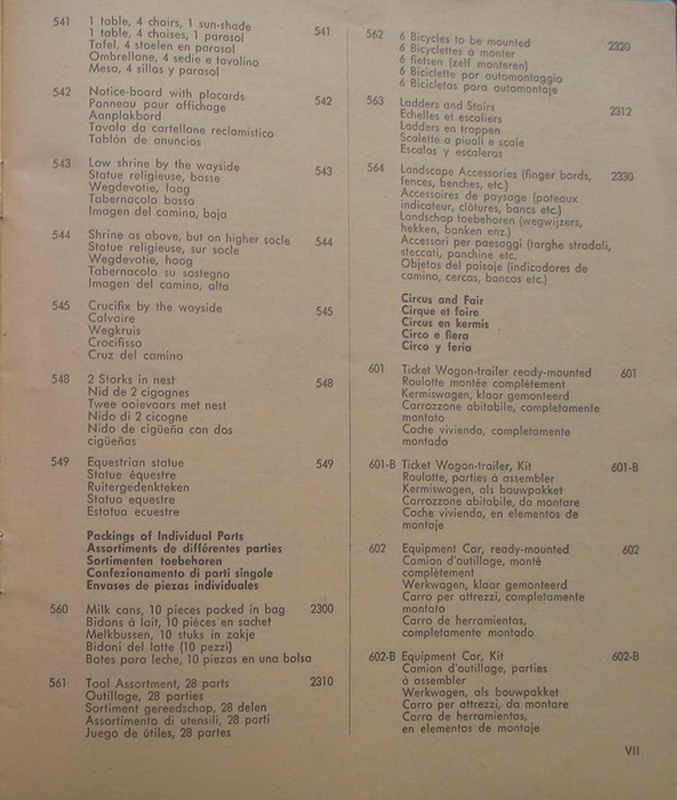 541 1 table, 4 chairs, 1 sun-shade 541
1 table, 4 chaises, 1 parasol
Tafel, 4 stoelen en parasol
Ombrellone, 4 sedie e tavolino
Mesa, 4 sillas y parasol
542 Notice-board with placards 542
Panneau pour affichage
Aanplakbord
Tavola da cartellone reclamistico
Tablón de anuncios
543 Low shrine by the wayside 543
Statue religieuse, basse
Wegdevotie, laag
Tabernacolo basso
Imagen del camino, baja
544 Shrine as above, but on higher socle 544
Statue religieuse, sur socle
Wegdevotie, hoog
Tabernacolo su sostegno
Imagen del camino, alta
545 Crucifix by the wayside 545
Calvaire
Wegkruis
Crocifisso
Cruz del camino
548 2 Storks in nest 548
Nid de 2 cigognes
Twee ooievaars met nest
Nido di 2 cicogne
Nido de cigüeña con dos
cigüeñas
549 Equestrian statue 549
Statue équestre
Ruitergedenkteken
Statua equestre
Estatua ecuestre
Packings of Individual Parts
Assortiments de différentes parties
Sortimenten toebehoren
Confezionamento di parti singole
Envases de piezas individuales
560 Milk cans, 10 pieces packed in bag 2300
Bidons á lait, 10 pièces en sachet
Melkbussen, 10 stuks in zakje
Bidoni del latte (10 pezzi)
Botes para leche, 10 piezas en una bolsa
561 Tool Assortment, 28 parts 2310
Outillage, 28 parties
Sortiment gereedschap, 28 delen
Assortimento di utensili, 28 parti
Juego de útiles, 28 partes
562 6 Bicycles to be mounted 2320
6 Bicyclettes á monter
6 fietsen (zelf monteren)
6 Biciclette por automontaggio
6 Bicicletas para automontaje
563 Ladders and Stairs 2312
Echelles et escaliers
Ladders en trappen
Scalette a pivoli e scale
Escalas y escaleras
564 Landscape Accessories (finger bords, 2330
fences, benches, etc.)
Accessoires de paysage (poteaux
indicateur, clôtures, bancs etc.)
Landschap toebehoren (wegwijzers,
hekken, banken enz.)
Accessori per paesaggi (targhe stradali,
steccati, panchine etc.
Objetos del paisaje (indicadores de
camino, cercas, bancos etc.)
Circus and Fair
Cirque et foire
Circus en kermis
Circo e fiera
Circo y feria
601 Ticket Wagon-trailer ready-mounted 601
Roulotte montée complètement
Kermiswagen, klaar gemonteerd
Carrozzone abitabile, completamente
montato
Coche vivienda, completamente
montado
601-B Ticket Wagon-trailer, Kit 601-B
Roulotte, parties á assembler
Kermiswagen, als bouwpakket
Carrozzone abitabile, da montare
Coche vivienda, en elementos de
montaje
602 Equipment Car, ready-mounted 602
Camion d'outillage, monté
complètement
Werkwagen, klaar gemonteerd
Carro per attrezzi, completamente
montato
Carro de herramientas,
completamente montado
602-B Equipment Car, Kit 602-B
Camion d'outillage, parties
á assembler
Werkwagen, als bouwpakket
Carro per attrezzi, da montare
Carro de herramientas,
en elementos de montaje
VII